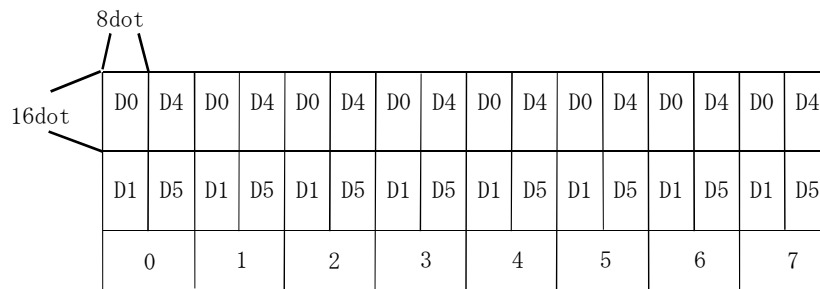 8dot
D0 D4 D0 D4 D0 D4 D0 D4 D0 D4 D0 D4 D0 D4 D0 D4
16dot
D1 D5 D1 D5 D1 D5 D1 D5 D1 D5 D1 D5 D1 D5 D1 D5
0 1 2 3 4 5 6 7